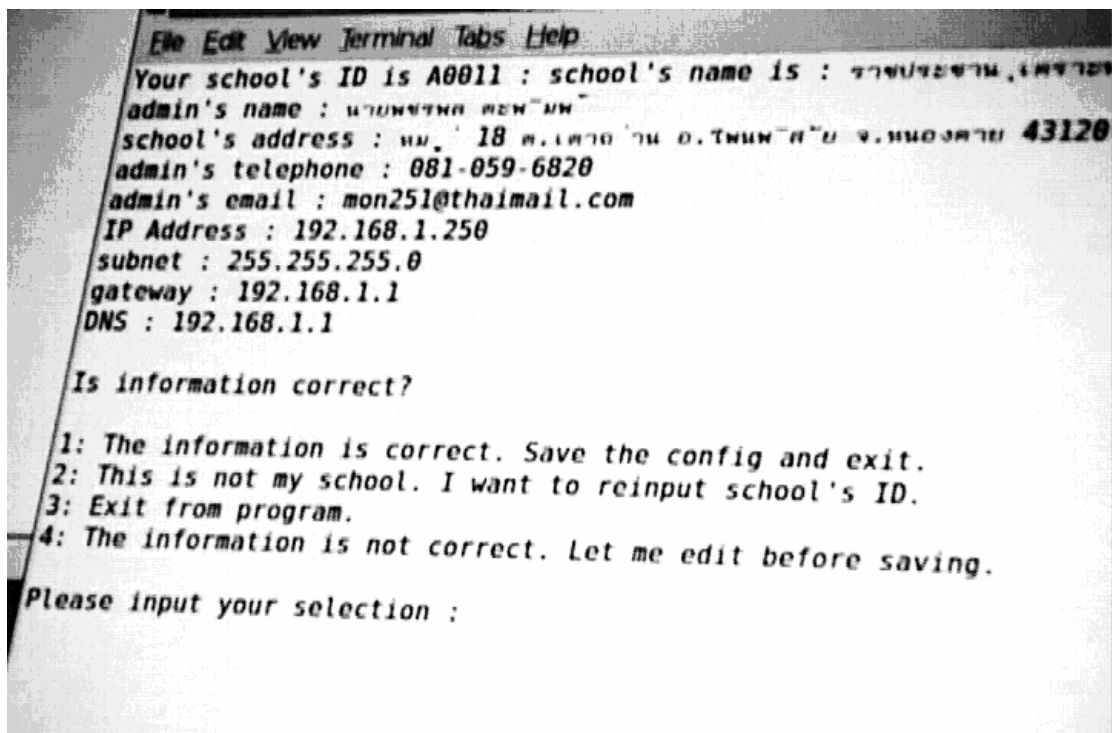 File Edit View Terminal Tabs Help
Your school's ID is A0011 : school's name is :
admin's name :
school's address : 18 43120
admin's telephone : 081-059-6820
admin's email : mon251@thaimail.com
IP Address : 192.168.1.250
subnet : 255.255.255.0
gateway : 192.168.1.1
DNS : 192.168.1.1
Is information correct?
1: The information is correct. Save the config and exit.
2: This is not my school. I want to reinput school's ID.
3: Exit from program.
4: The information is not correct. Let me edit before saving.
Please input your selection :